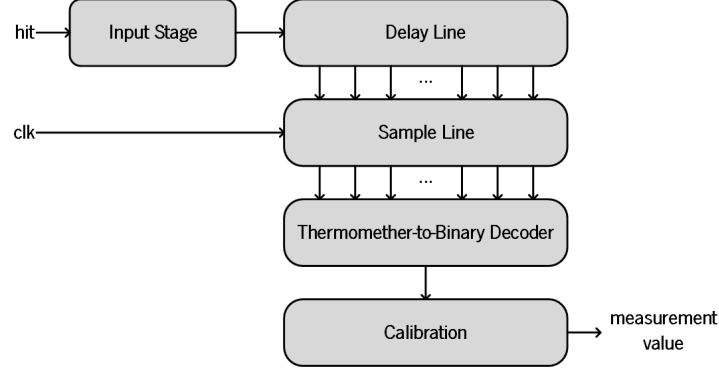 hit
Input Stage
Delay Line
...
clk
Sample Line
...
Thermomether-to-Binary Decoder
Calibration
measurement
value